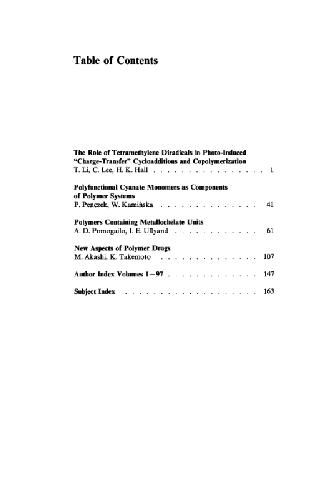 Table of Contents
The Role of Tetramethylene Diradicals in Photo-Induced
"Charge-Transfer" Cycloadditions and Copolymerization
T. Li, C. Lee, H. K. Hall . . . . . . . . . . . . . . . . 1
Polyfunctional Cyanate Monomers as Components
of Polymer Systems
P. Penczek, W. Kamińska . . . . . . . . . . . . . . 41
Polymers Containing Metallochelate Units
A. D. Pomogailo, I. E. Uflyand . . . . . . . . . . . . 61
New Aspects of Polymer Drugs
M. Akashi, K. Takemoto . . . . . . . . . . . . . . 107
Author Index Volumes 1–97 . . . . . . . . . . . . . 147
Subject Index . . . . . . . . . . . . . . . . . . . 163